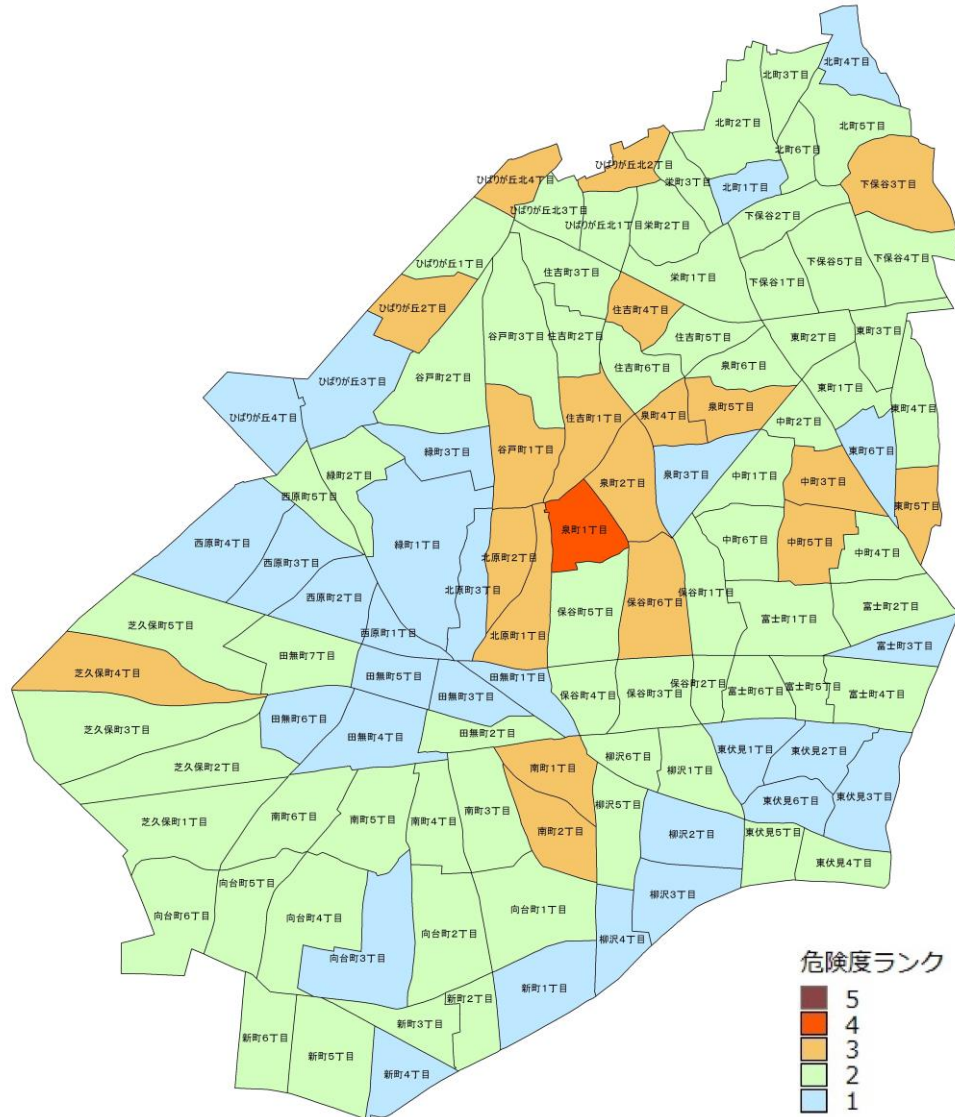 北町4丁目
北町3丁目
北町2丁目
北町5丁目
北町6丁目
ひばりが丘北2丁目
ひばりが丘北4丁目
栄町3丁目
北町1丁目
下保谷3丁目
ひばりが丘北3丁目
下保谷2丁目
ひばりが丘北1丁目
栄町2丁目
ひばりが丘1丁目
住吉町3丁目
栄町1丁目
下保谷1丁目
下保谷5丁目
下保谷4丁目
ひばりが丘2丁目
住吉町4丁目
谷戸町3丁目
住吉町2丁目
住吉町5丁目
東町2丁目
東町3丁目
ひばりが丘3丁目
谷戸町2丁目
住吉町6丁目
泉町6丁目
東町1丁目
ひばりが丘4丁目
住吉町1丁目
泉町4丁目
泉町5丁目
中町2丁目
東町4丁目
緑町3丁目
谷戸町1丁目
東町6丁目
緑町2丁目
西原町5丁目
泉町2丁目
泉町3丁目
中町1丁目
中町3丁目
東町5丁目
西原町4丁目
緑町1丁目
泉町1丁目
西原町3丁目
北原町2丁目
中町6丁目
中町5丁目
中町4丁目
西原町2丁目
北原町3丁目
保谷町1丁目
保谷町6丁目
保谷町5丁目
富士町2丁目
富士町1丁目
芝久保町5丁目
西原町1丁目
北原町1丁目
富士町3丁目
田無町7丁目
芝久保町4丁目
田無町5丁目
田無町1丁目
田無町3丁目
保谷町4丁目
保谷町3丁目
保谷町2丁目
富士町6丁目
富士町5丁目
富士町4丁目
田無町6丁目
芝久保町3丁目
田無町4丁目
田無町2丁目
芝久保町2丁目
南町1丁目
柳沢6丁目
柳沢1丁目
東伏見1丁目
東伏見2丁目
東伏見3丁目
東伏見6丁目
芝久保町1丁目
南町6丁目
南町5丁目
南町4丁目
南町3丁目
南町2丁目
柳沢5丁目
柳沢2丁目
東伏見5丁目
東伏見4丁目
向台町5丁目
柳沢3丁目
向台町6丁目
向台町4丁目
向台町1丁目
向台町2丁目
柳沢4丁目
向台町3丁目
新町1丁目
新町2丁目
新町3丁目
新町6丁目
新町5丁目
新町4丁目
危険度ランク
5
4
3
2
1